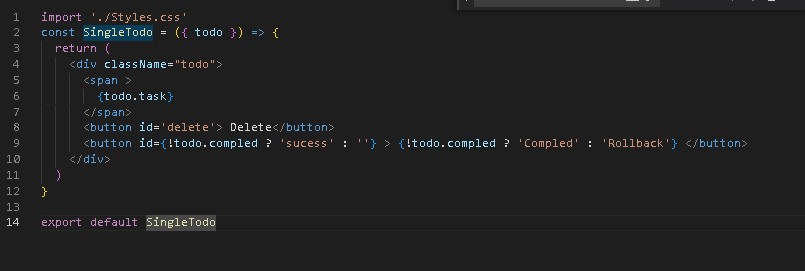 1 import './Styles.css'
2 const SingleTodo = ({ todo }) => {
3 return (
4 <div className="todo">
5 <span >
6 {todo.task}
7 </span>
8 <button id='delete'> Delete</button>
9 <button id={!todo.compled ? 'sucess' : ''} > {!todo.compled ? 'Compled' : 'Rollback'} </button>
10 </div>
11 )
12 }
13
14 export default SingleTodo